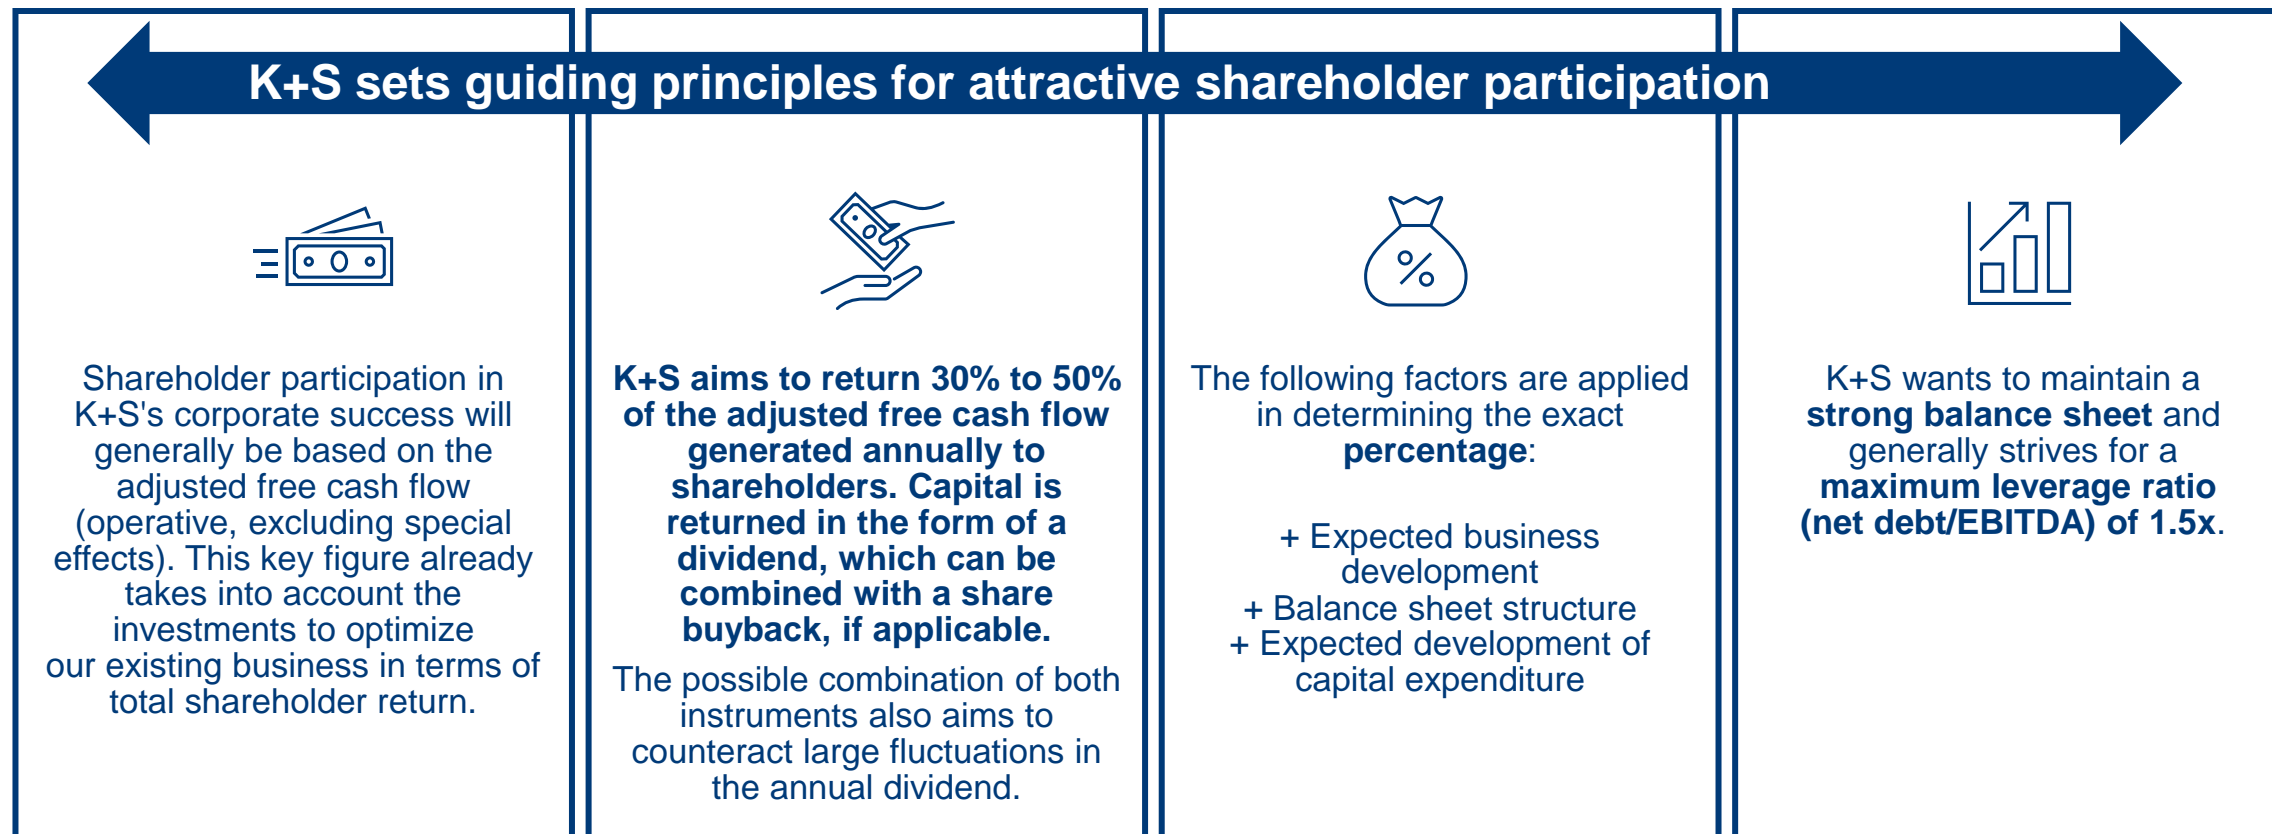 K+S sets guiding principles for attractive shareholder participation
Shareholder participation in
K+S's corporate success will
generally be based on the
adjusted free cash flow
(operative, excluding special
effects). This key figure already
takes into account the
investments to optimize
our existing business in terms of
total shareholder return.
K+S aims to return 30% to 50%
of the adjusted free cash flow
generated annually to
shareholders. Capital is
returned in the form of a
dividend, which can be
combined with a share
buyback, if applicable.
The possible combination of both
instruments also aims to
counteract large fluctuations in
the annual dividend.
%
The following factors are applied
in determining the exact
percentage:
+ Expected business
development
+ Balance sheet structure
+ Expected development of
capital expenditure
K+S wants to maintain a
strong balance sheet and
generally strives for a
maximum leverage ratio
(net debt/EBITDA) of 1.5x.